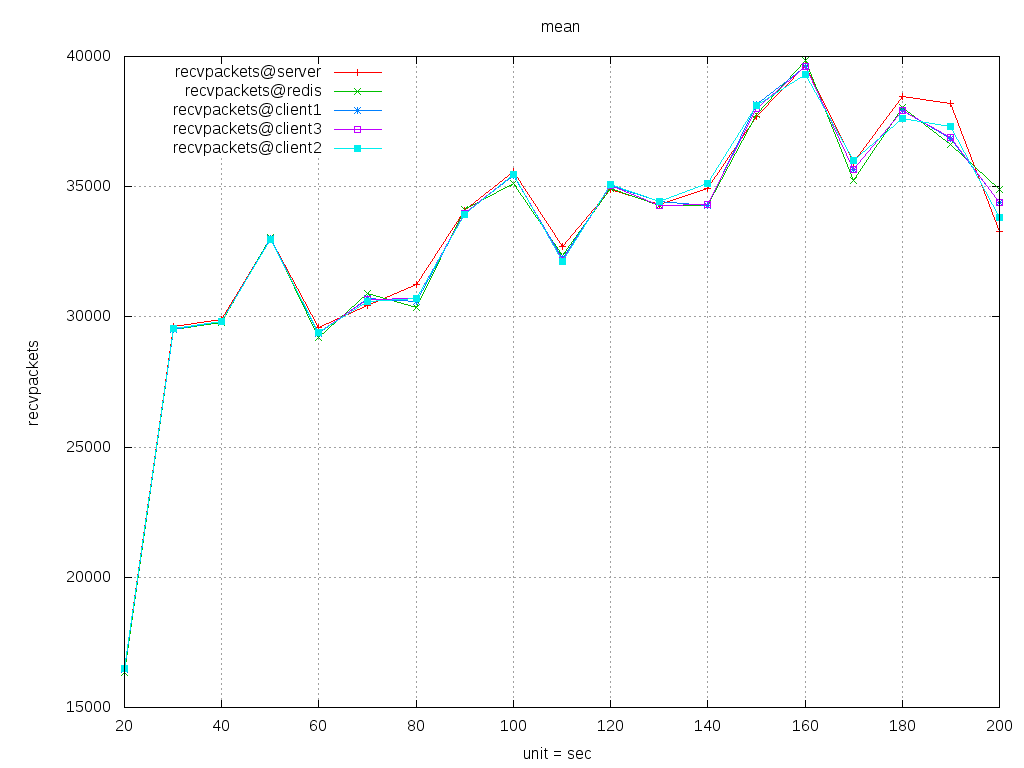 mean
40000
35000
30000
25000
20000
15000
recvpackets
recvpackets@server
recvpackets@redis
recvpackets@client1
recvpackets@client3
recvpackets@client2
20 40 60 80 100 120 140 160 180 200
unit = sec